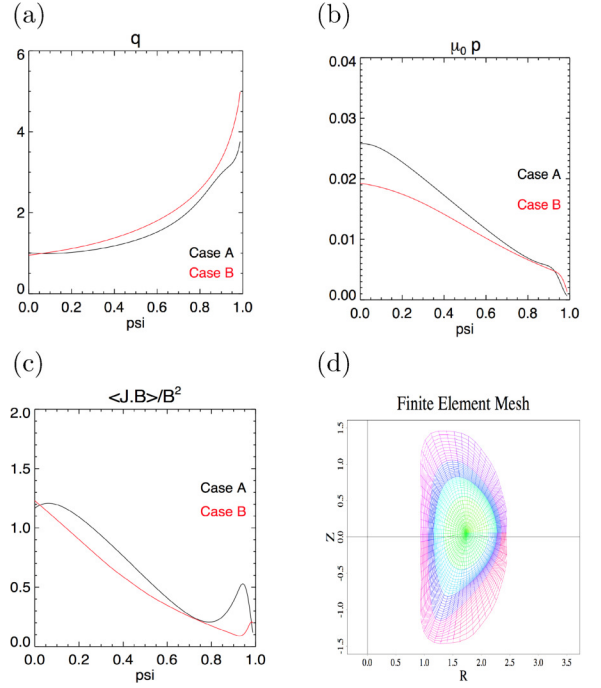 (a)
q
6
4
2
0
0.0 0.2 0.4 0.6 0.8 1.0
psi
Case A
Case B
(b)
μ₀ p
0.04
0.03
0.02
0.01
0.00
0.0 0.2 0.4 0.6 0.8 1.0
psi
Case A
Case B
(c)
<J.B>/B²
2.0
1.5
1.0
0.5
0.0
0.0 0.2 0.4 0.6 0.8 1.0
psi
Case A
Case B
(d)
Finite Element Mesh
1.5
1.0
0.5
0.0
-0.5
-1.0
-1.5
Z
0.0 0.5 1.0 1.5 2.0 2.5 3.0 3.5
R